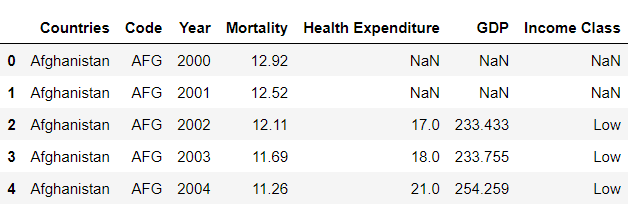 Countries Code Year Mortality Health Expenditure GDP Income Class
0 Afghanistan AFG 2000 12.92 NaN NaN NaN
1 Afghanistan AFG 2001 12.52 NaN NaN NaN
2 Afghanistan AFG 2002 12.11 17.0 233.433 Low
3 Afghanistan AFG 2003 11.69 18.0 233.755 Low
4 Afghanistan AFG 2004 11.26 21.0 254.259 Low